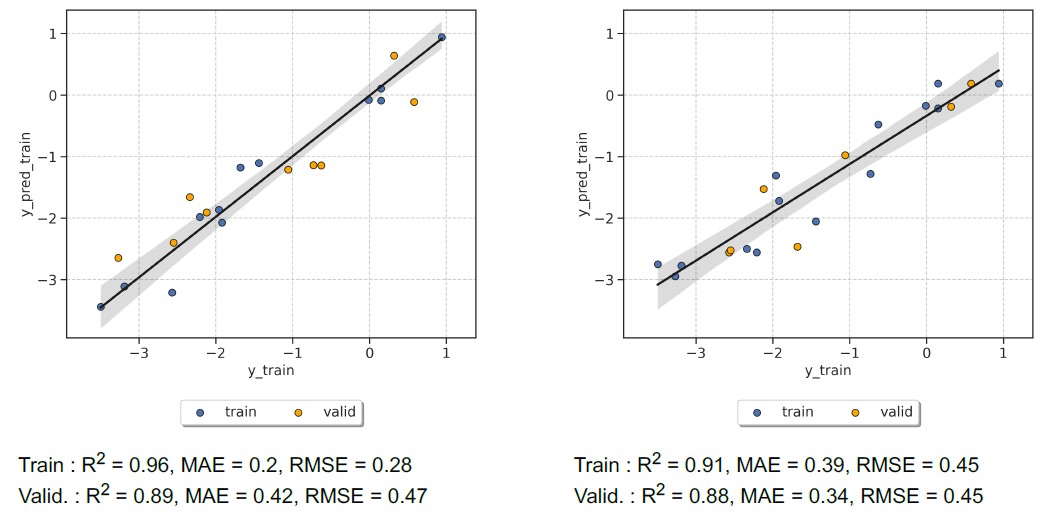 1
0
−1
−2
−3
y_pred_train
−3 −2 −1 0 1
y_train
train valid
Train : R² = 0.96, MAE = 0.2, RMSE = 0.28
Valid. : R² = 0.89, MAE = 0.42, RMSE = 0.47
1
0
−1
−2
−3
y_pred_train
−3 −2 −1 0 1
y_train
train valid
Train : R² = 0.91, MAE = 0.39, RMSE = 0.45
Valid. : R² = 0.88, MAE = 0.34, RMSE = 0.45